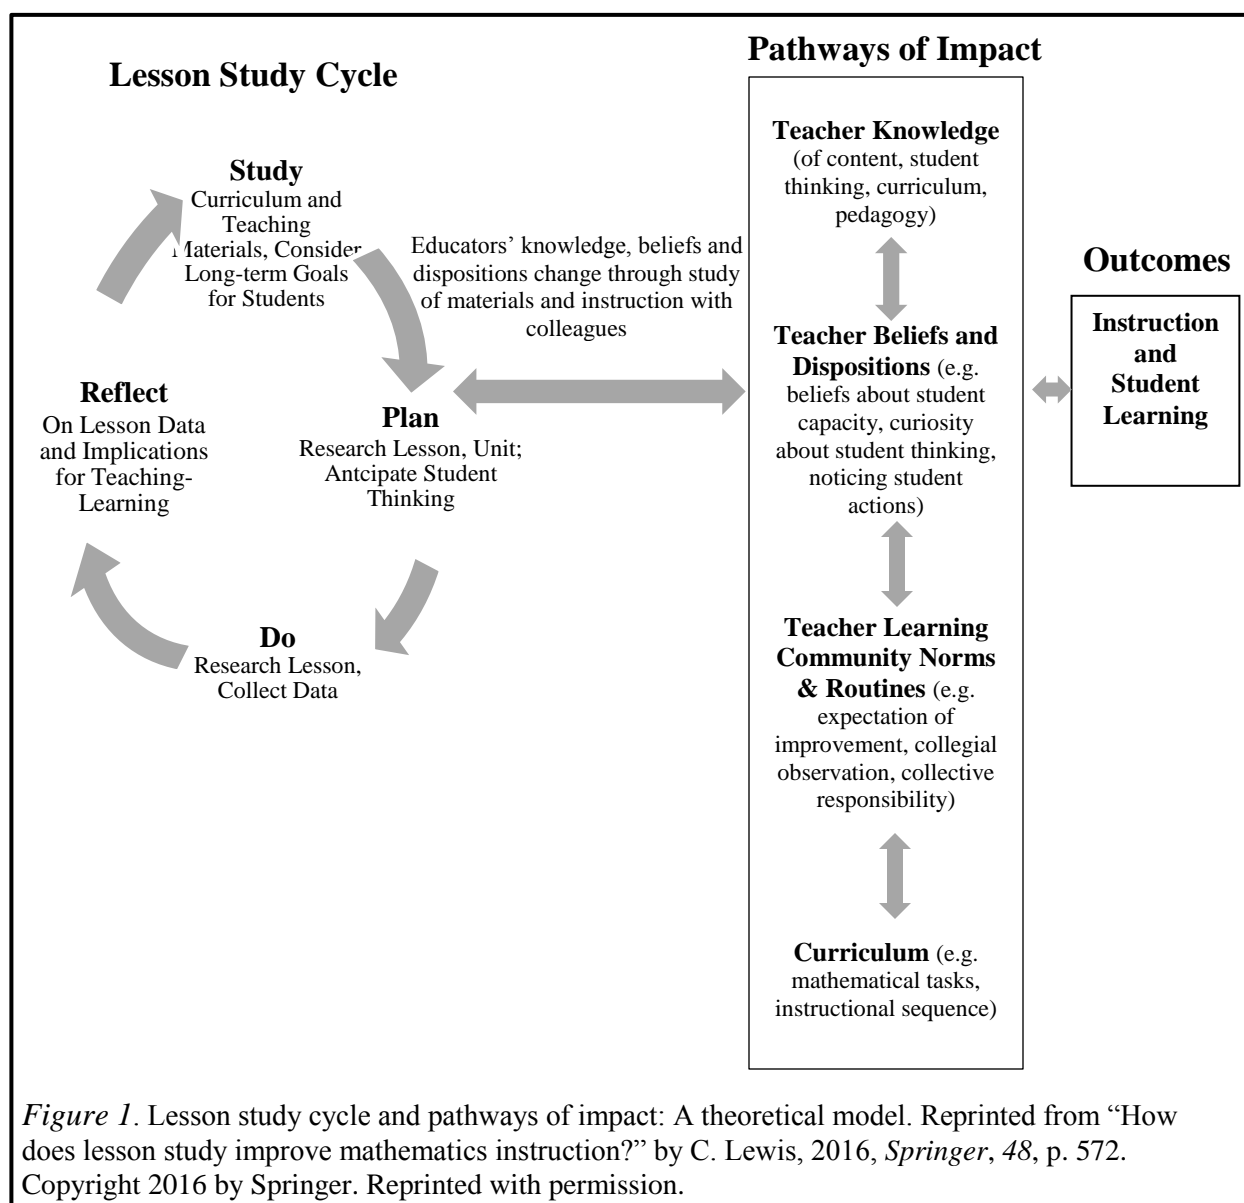 Lesson Study Cycle
Study
Curriculum and
Teaching
Materials, Consider
Long-term Goals
for Students
Plan
Research Lesson, Unit;
Antcipate Student
Thinking
Do
Research Lesson,
Collect Data
Reflect
On Lesson Data
and Implications
for Teaching-
Learning
Educators’ knowledge, beliefs and
dispositions change through study
of materials and instruction with
colleagues
Pathways of Impact
Teacher Knowledge
(of content, student
thinking, curriculum,
pedagogy)
Teacher Beliefs and
Dispositions (e.g.
beliefs about student
capacity, curiosity
about student thinking,
noticing student
actions)
Teacher Learning
Community Norms
& Routines (e.g.
expectation of
improvement, collegial
observation, collective
responsibility)
Curriculum (e.g.
mathematical tasks,
instructional sequence)
Outcomes
Instruction
and
Student
Learning
Figure 1. Lesson study cycle and pathways of impact: A theoretical model. Reprinted from “How
does lesson study improve mathematics instruction?” by C. Lewis, 2016, Springer, 48, p. 572.
Copyright 2016 by Springer. Reprinted with permission.